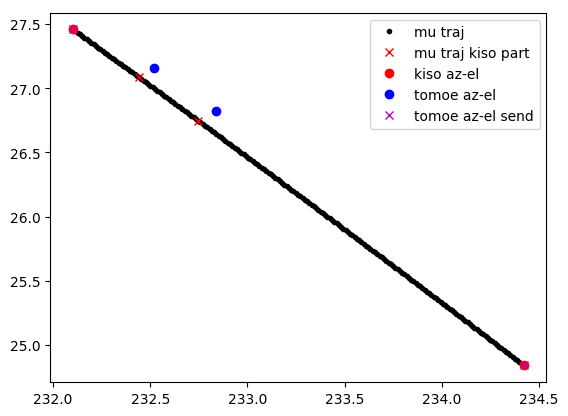 27.5
27.0
26.5
26.0
25.5
25.0
mu traj
mu traj kiso part
kiso az-el
tomoe az-el
tomoe az-el send
232.0 232.5 233.0 233.5 234.0 234.5